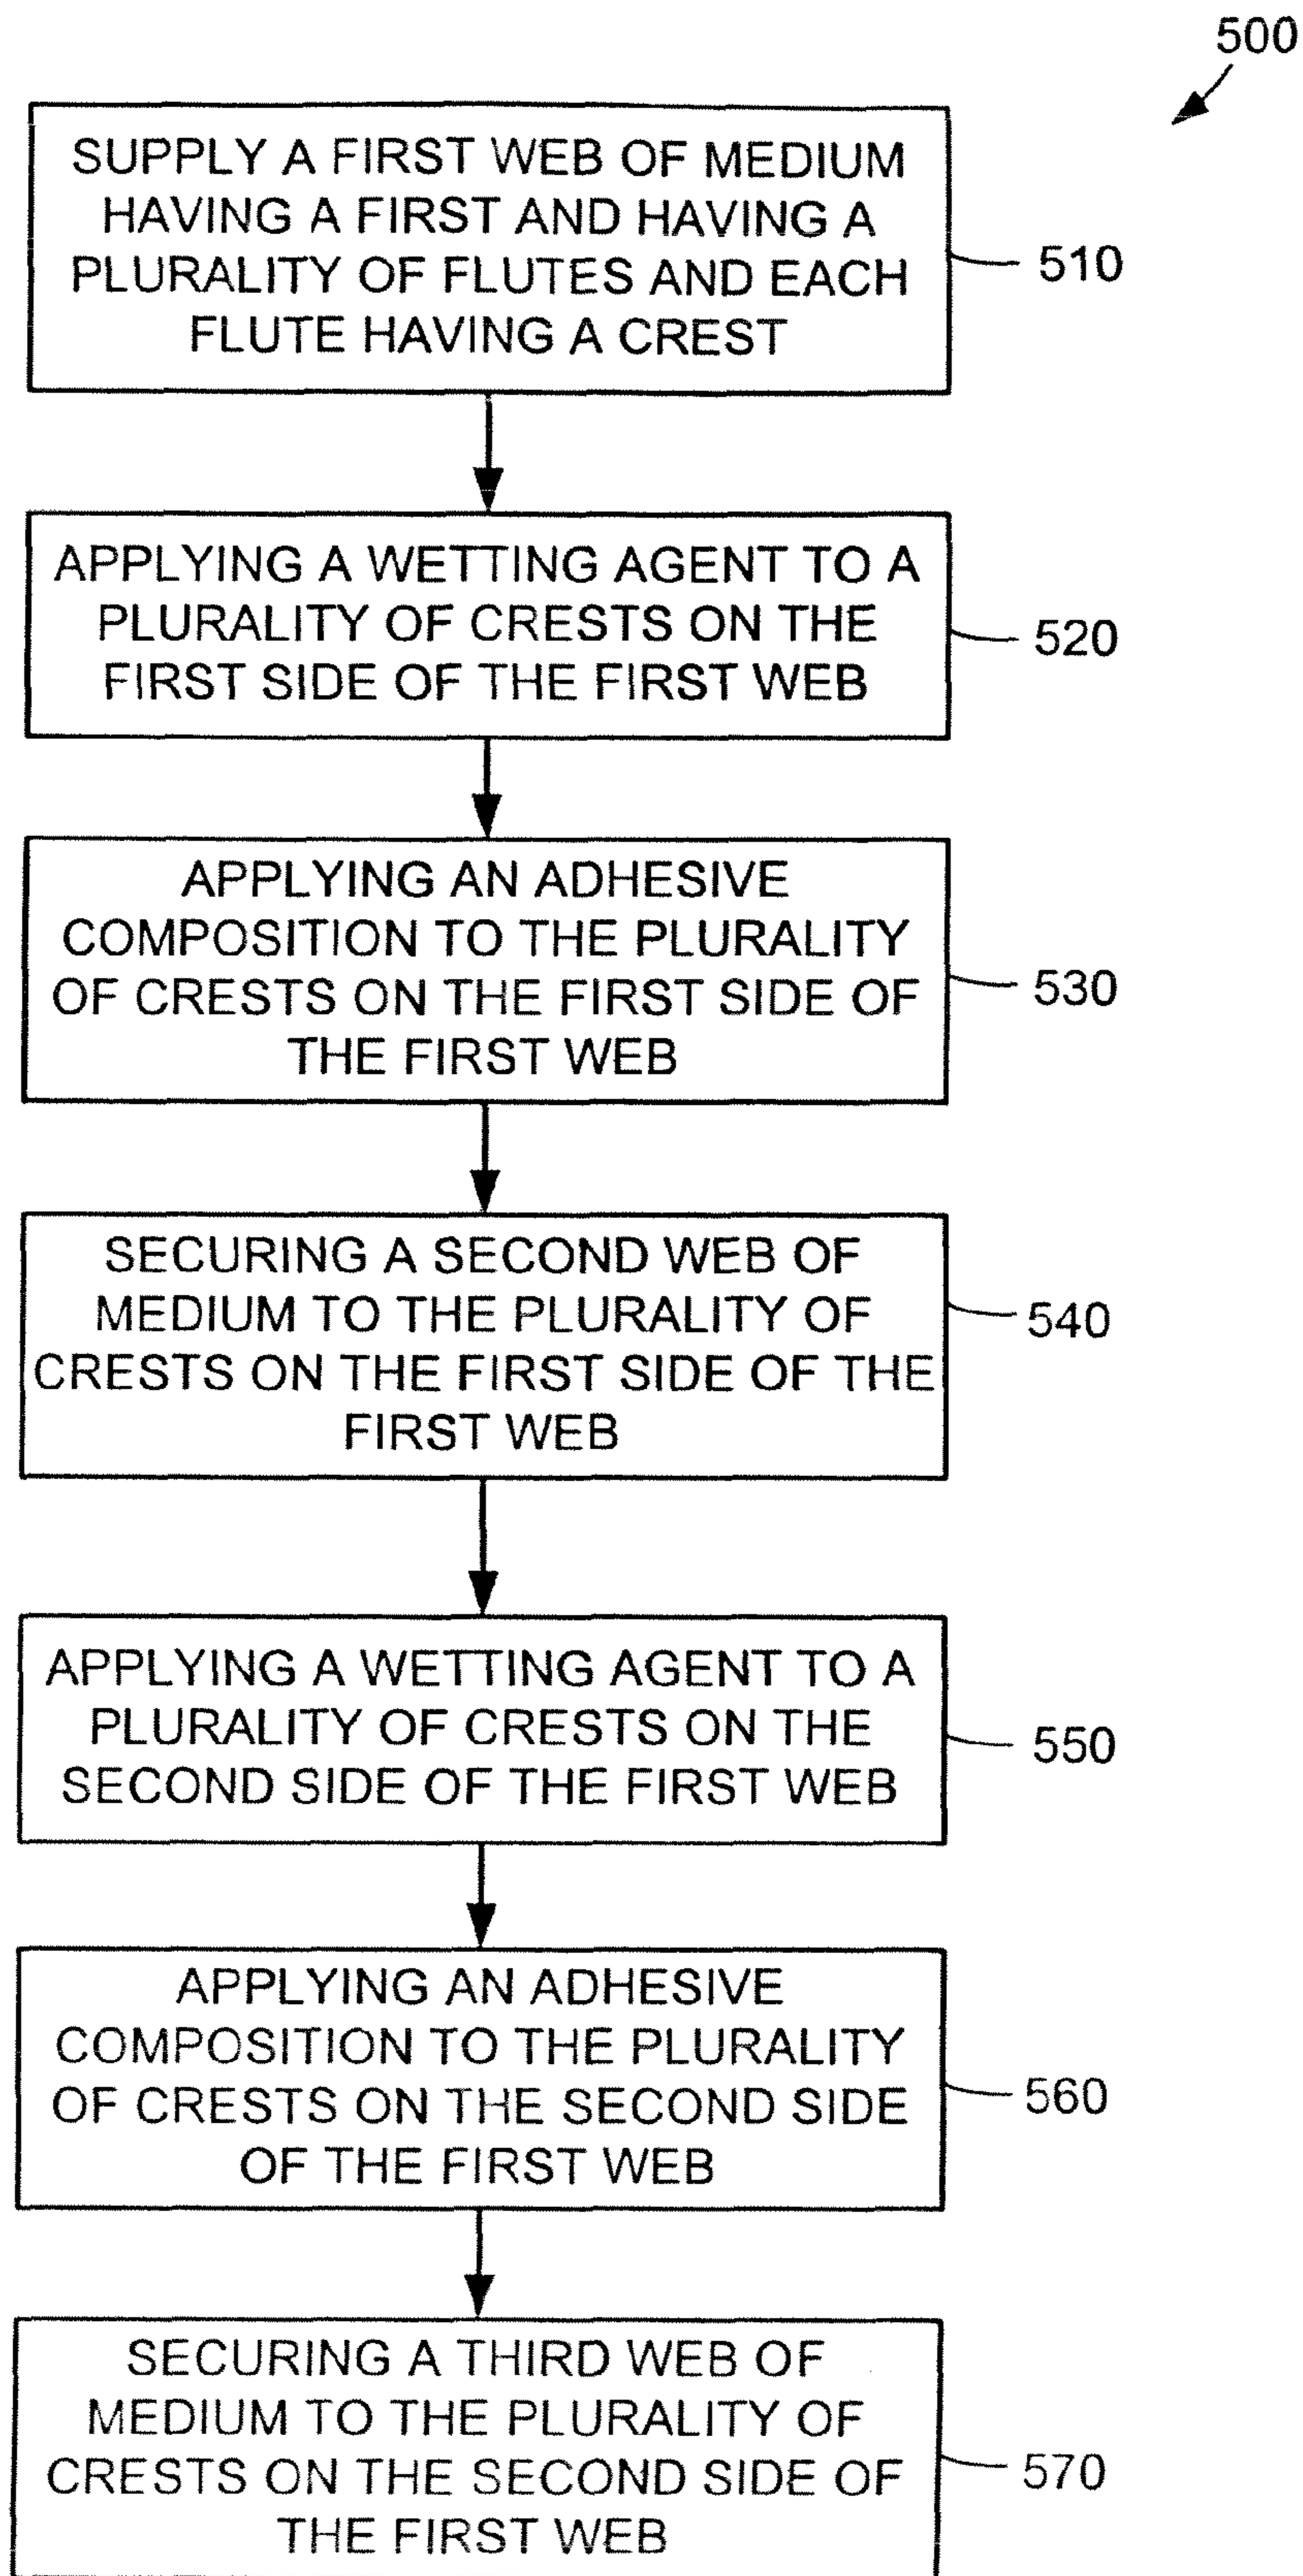 500
SUPPLY A FIRST WEB OF MEDIUM
HAVING A FIRST AND HAVING A
PLURALITY OF FLUTES AND EACH
FLUTE HAVING A CREST
510
APPLYING A WETTING AGENT TO A
PLURALITY OF CRESTS ON THE
FIRST SIDE OF THE FIRST WEB
520
APPLYING AN ADHESIVE
COMPOSITION TO THE PLURALITY
OF CRESTS ON THE FIRST SIDE OF
THE FIRST WEB
530
SECURING A SECOND WEB OF
MEDIUM TO THE PLURALITY OF
CRESTS ON THE FIRST SIDE OF THE
FIRST WEB
540
APPLYING A WETTING AGENT TO A
PLURALITY OF CRESTS ON THE
SECOND SIDE OF THE FIRST WEB
550
APPLYING AN ADHESIVE
COMPOSITION TO THE PLURALITY
OF CRESTS ON THE SECOND SIDE
OF THE FIRST WEB
560
SECURING A THIRD WEB OF
MEDIUM TO THE PLURALITY OF
CRESTS ON THE SECOND SIDE OF
THE FIRST WEB
570